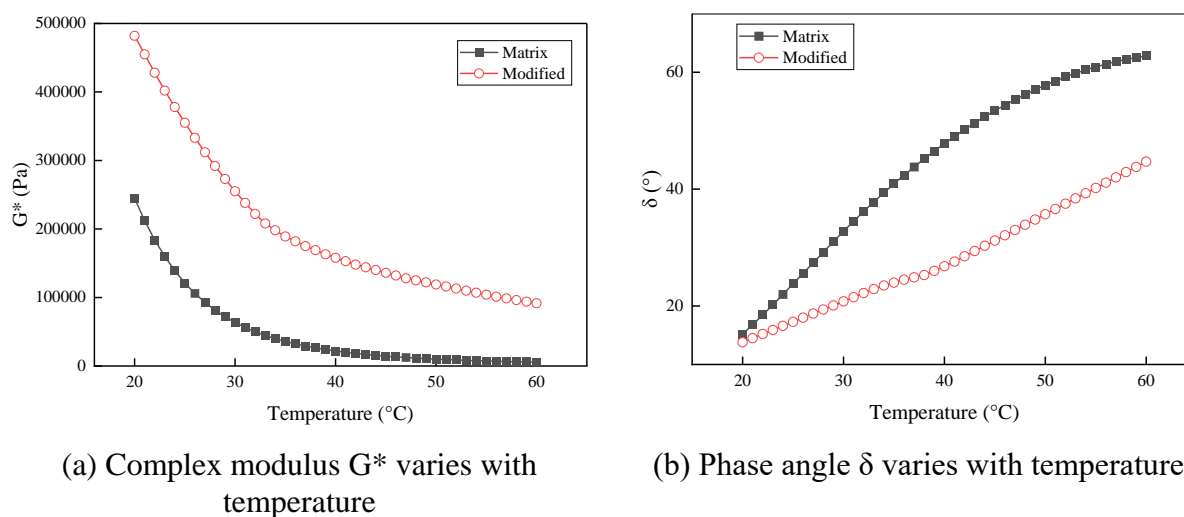 500000
400000
300000
200000
100000
0
G* (Pa)
Matrix
Modified
20
30
40
50
60
Temperature (°C)
(a) Complex modulus G* varies with
temperature
60
40
20
δ (°)
Matrix
Modified
20
30
40
50
60
Temperature (°C)
(b) Phase angle δ varies with temperature